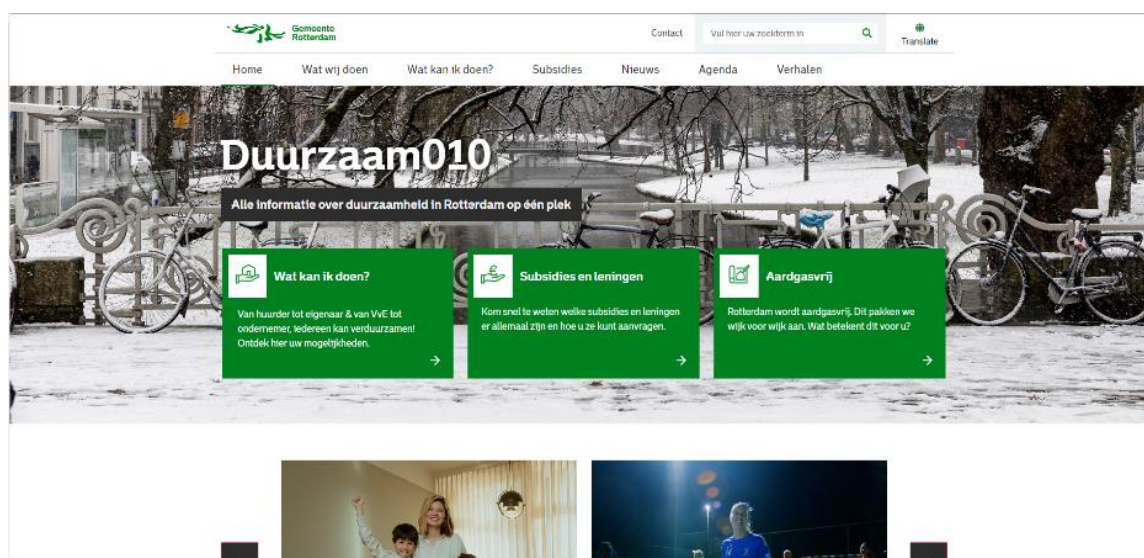 Gemeente
Rotterdam
Contact
Vul hier uw zoekterm in
Translate
Home
Wat wij doen
Wat kan ik doen?
Subsidies
Nieuws
Agenda
Verhalen
Duurzaam010
Alle informatie over duurzaamheid in Rotterdam op één plek
Wat kan ik doen?
Van huurder tot eigenaar & van VvE tot
ondernemer, iedereen kan verduurzamen!
Ontdek hier uw mogelijkheden.
Subsidies en leningen
Kom snel te weten welke subsidies en leningen
er allemaal zijn en hoe u ze kunt aanvragen.
Aardgasvrij
Rotterdam wordt aardgasvrij. Dit pakken we
wijk voor wijk aan. Wat betekent dit voor u?